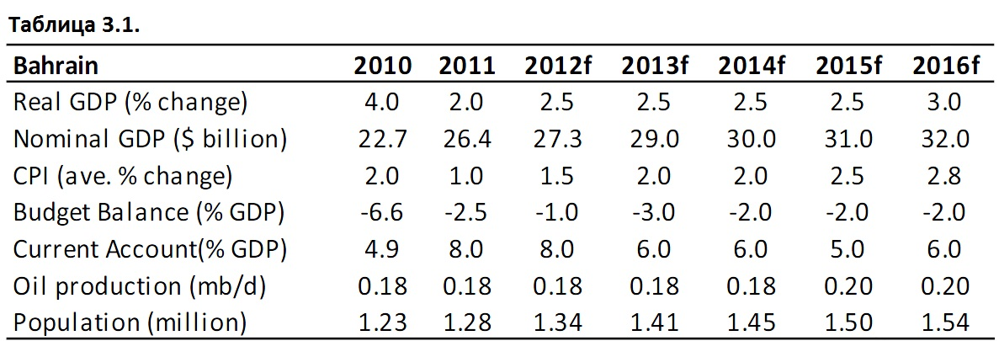 Таблица 3.1.
Bahrain 2010 2011 2012f 2013f 2014f 2015f 2016f
Real GDP (% change) 4.0 2.0 2.5 2.5 2.5 2.5 3.0
Nominal GDP ($ billion) 22.7 26.4 27.3 29.0 30.0 31.0 32.0
CPI (ave. % change) 2.0 1.0 1.5 2.0 2.0 2.5 2.8
Budget Balance (% GDP) -6.6 -2.5 -1.0 -3.0 -2.0 -2.0 -2.0
Current Account(% GDP) 4.9 8.0 8.0 6.0 6.0 5.0 6.0
Oil production (mb/d) 0.18 0.18 0.18 0.18 0.18 0.20 0.20
Population (million) 1.23 1.28 1.34 1.41 1.45 1.50 1.54